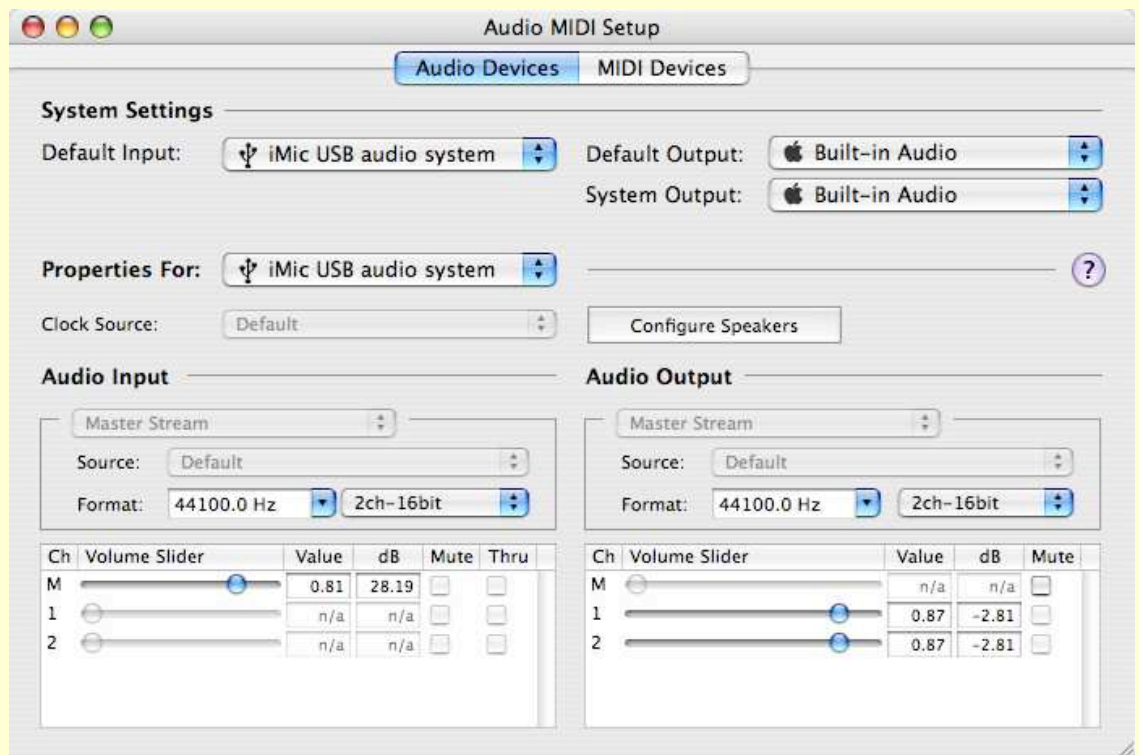 Audio MIDI Setup
Audio Devices MIDI Devices
System Settings
Default Input: iMic USB audio system
Default Output: Built-in Audio
System Output: Built-in Audio
Properties For: iMic USB audio system ?
Clock Source: Default
Configure Speakers
Audio Input
Master Stream
Source: Default
Format: 44100.0 Hz 2ch-16bit
Ch Volume Slider Value dB Mute Thru
M 0.81 28.19
1 n/a n/a
2 n/a n/a
Audio Output
Master Stream
Source: Default
Format: 44100.0 Hz 2ch-16bit
Ch Volume Slider Value dB Mute
M n/a n/a
1 0.87 -2.81
2 0.87 -2.81